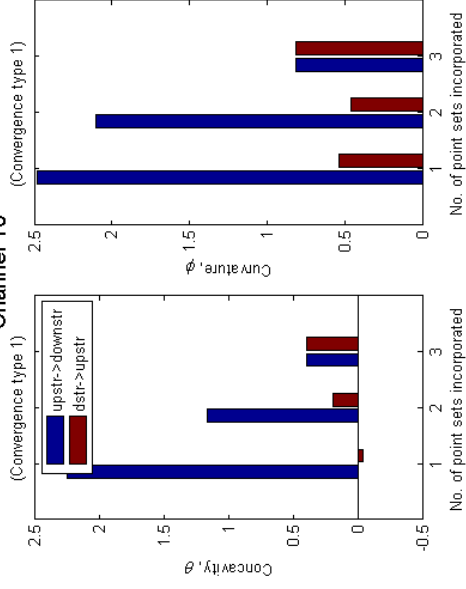 Channel
(Convergence type 1)
2.5
2
1.5
1
0.5
0
-0.5
Concavity, θ
upstr->downstr
dstr->upstr
1 2 3
No. of point sets incorporated
(Convergence type 1)
2.5
2
1.5
1
0.5
0
Curvature, φ
1 2 3
No. of point sets incorporated